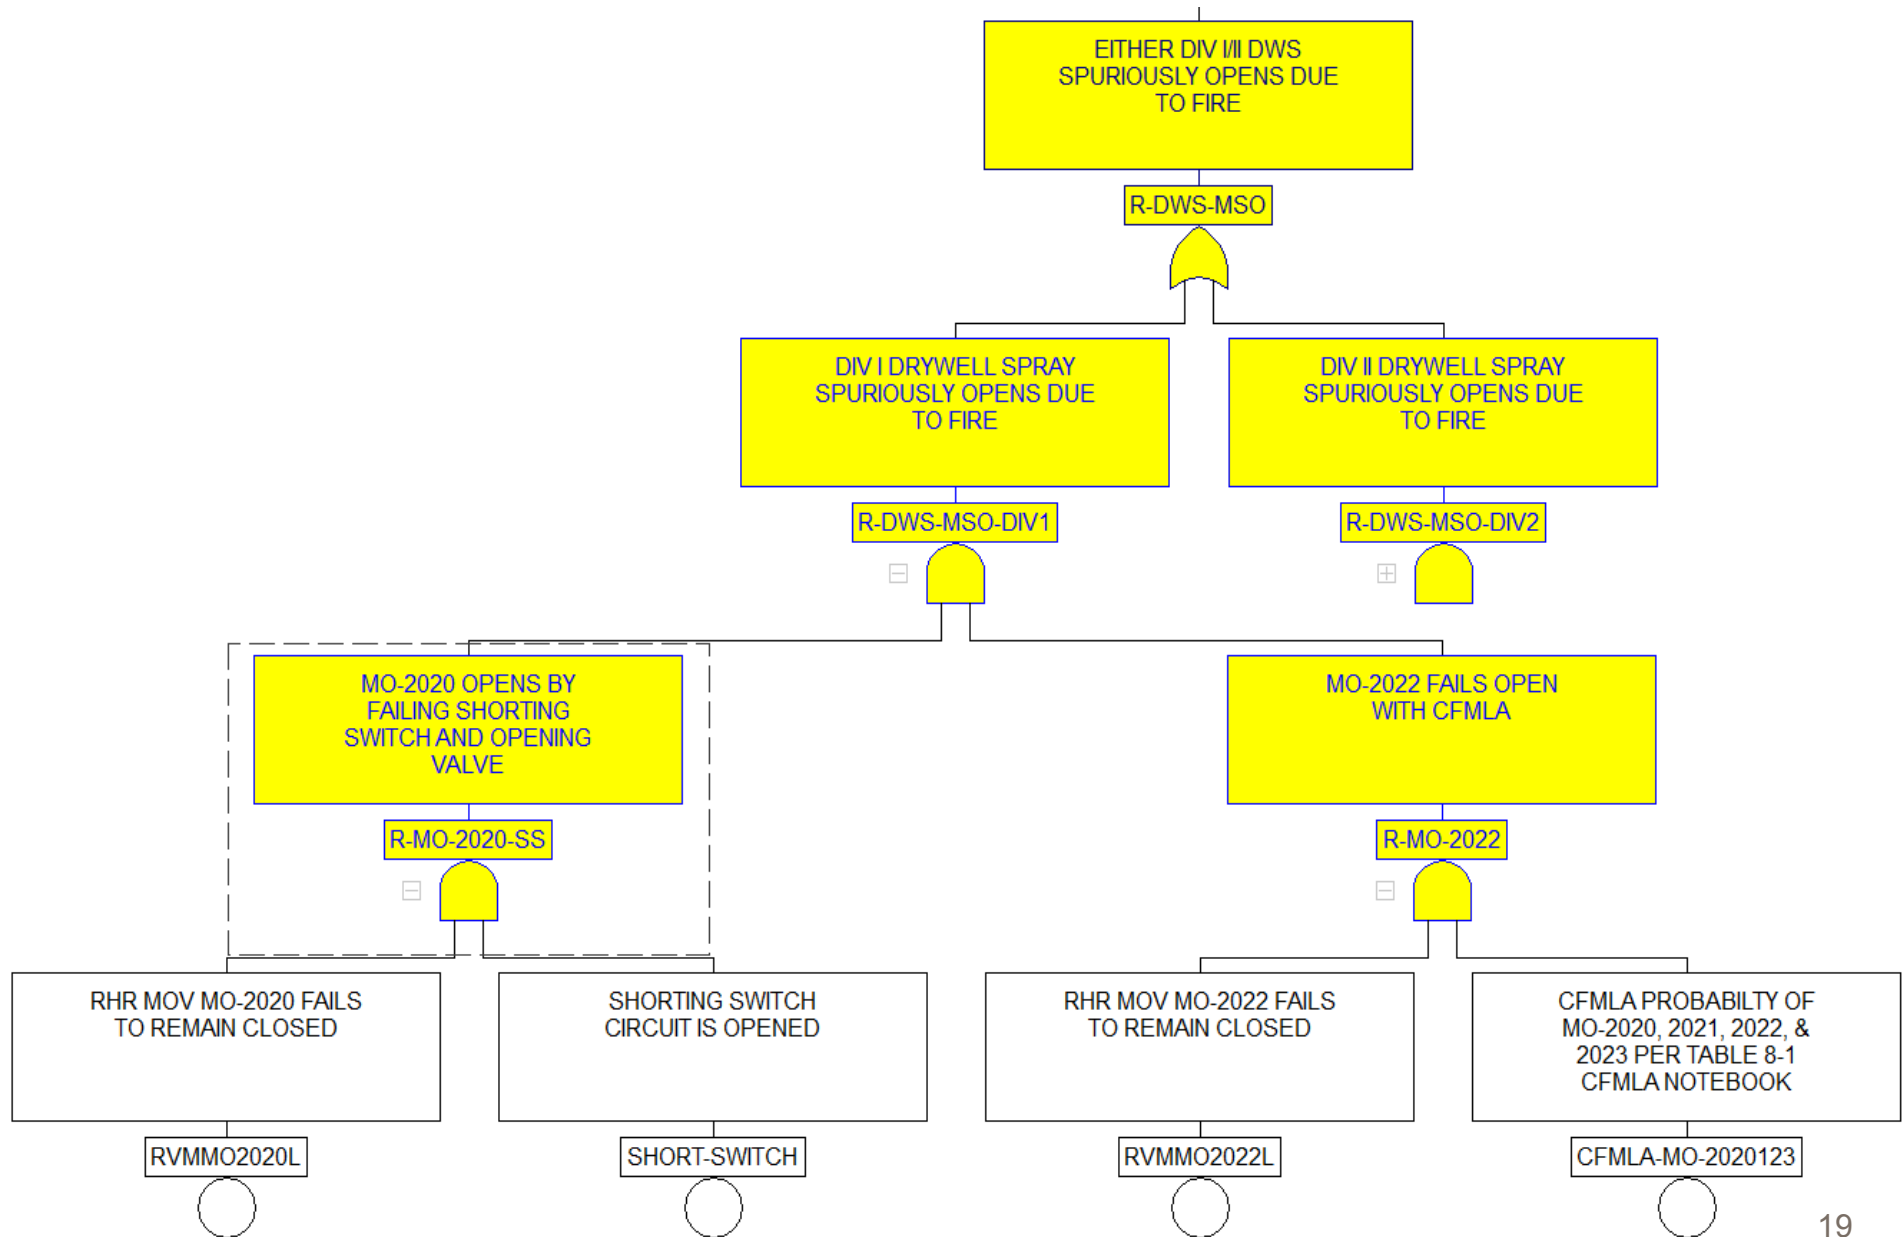 EITHER DIV I/II DWS
SPURIOUSLY OPENS DUE
TO FIRE
R-DWS-MSO
DIV I DRYWELL SPRAY
SPURIOUSLY OPENS DUE
TO FIRE
R-DWS-MSO-DIV1
DIV II DRYWELL SPRAY
SPURIOUSLY OPENS DUE
TO FIRE
R-DWS-MSO-DIV2
MO-2020 OPENS BY
FAILING SHORTING
SWITCH AND OPENING
VALVE
R-MO-2020-SS
MO-2022 FAILS OPEN
WITH CFMLA
R-MO-2022
RHR MOV MO-2020 FAILS
TO REMAIN CLOSED
RVMMO2020L
SHORTING SWITCH
CIRCUIT IS OPENED
SHORT-SWITCH
RHR MOV MO-2022 FAILS
TO REMAIN CLOSED
RVMMO2022L
CFMLA PROBABILTY OF
MO-2020, 2021, 2022, &
2023 PER TABLE 8-1
CFMLA NOTEBOOK
CFMLA-MO-2020123
19